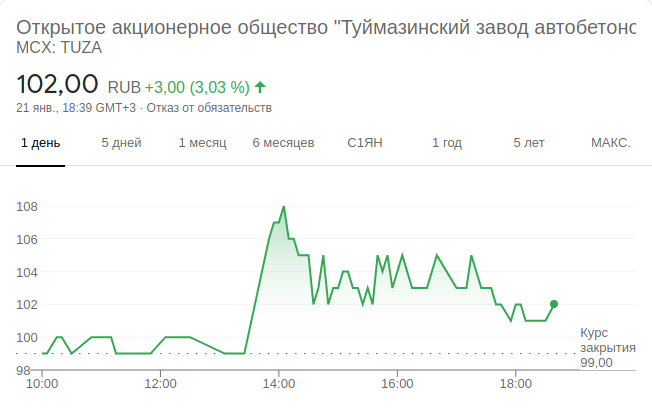 Открытое акционерное общество "Туймазинский завод автобетоно
MCX: TUZA
102,00 RUB +3,00 (3,03 %)
21 янв., 18:39 GMT+3 · Отказ от обязательств
1 день 5 дней 1 месяц 6 месяцев С1ЯН 1 год 5 лет МАКС.
108
106
104
102
100
98
Курс
закрытия
99,00
10:00 12:00 14:00 16:00 18:00